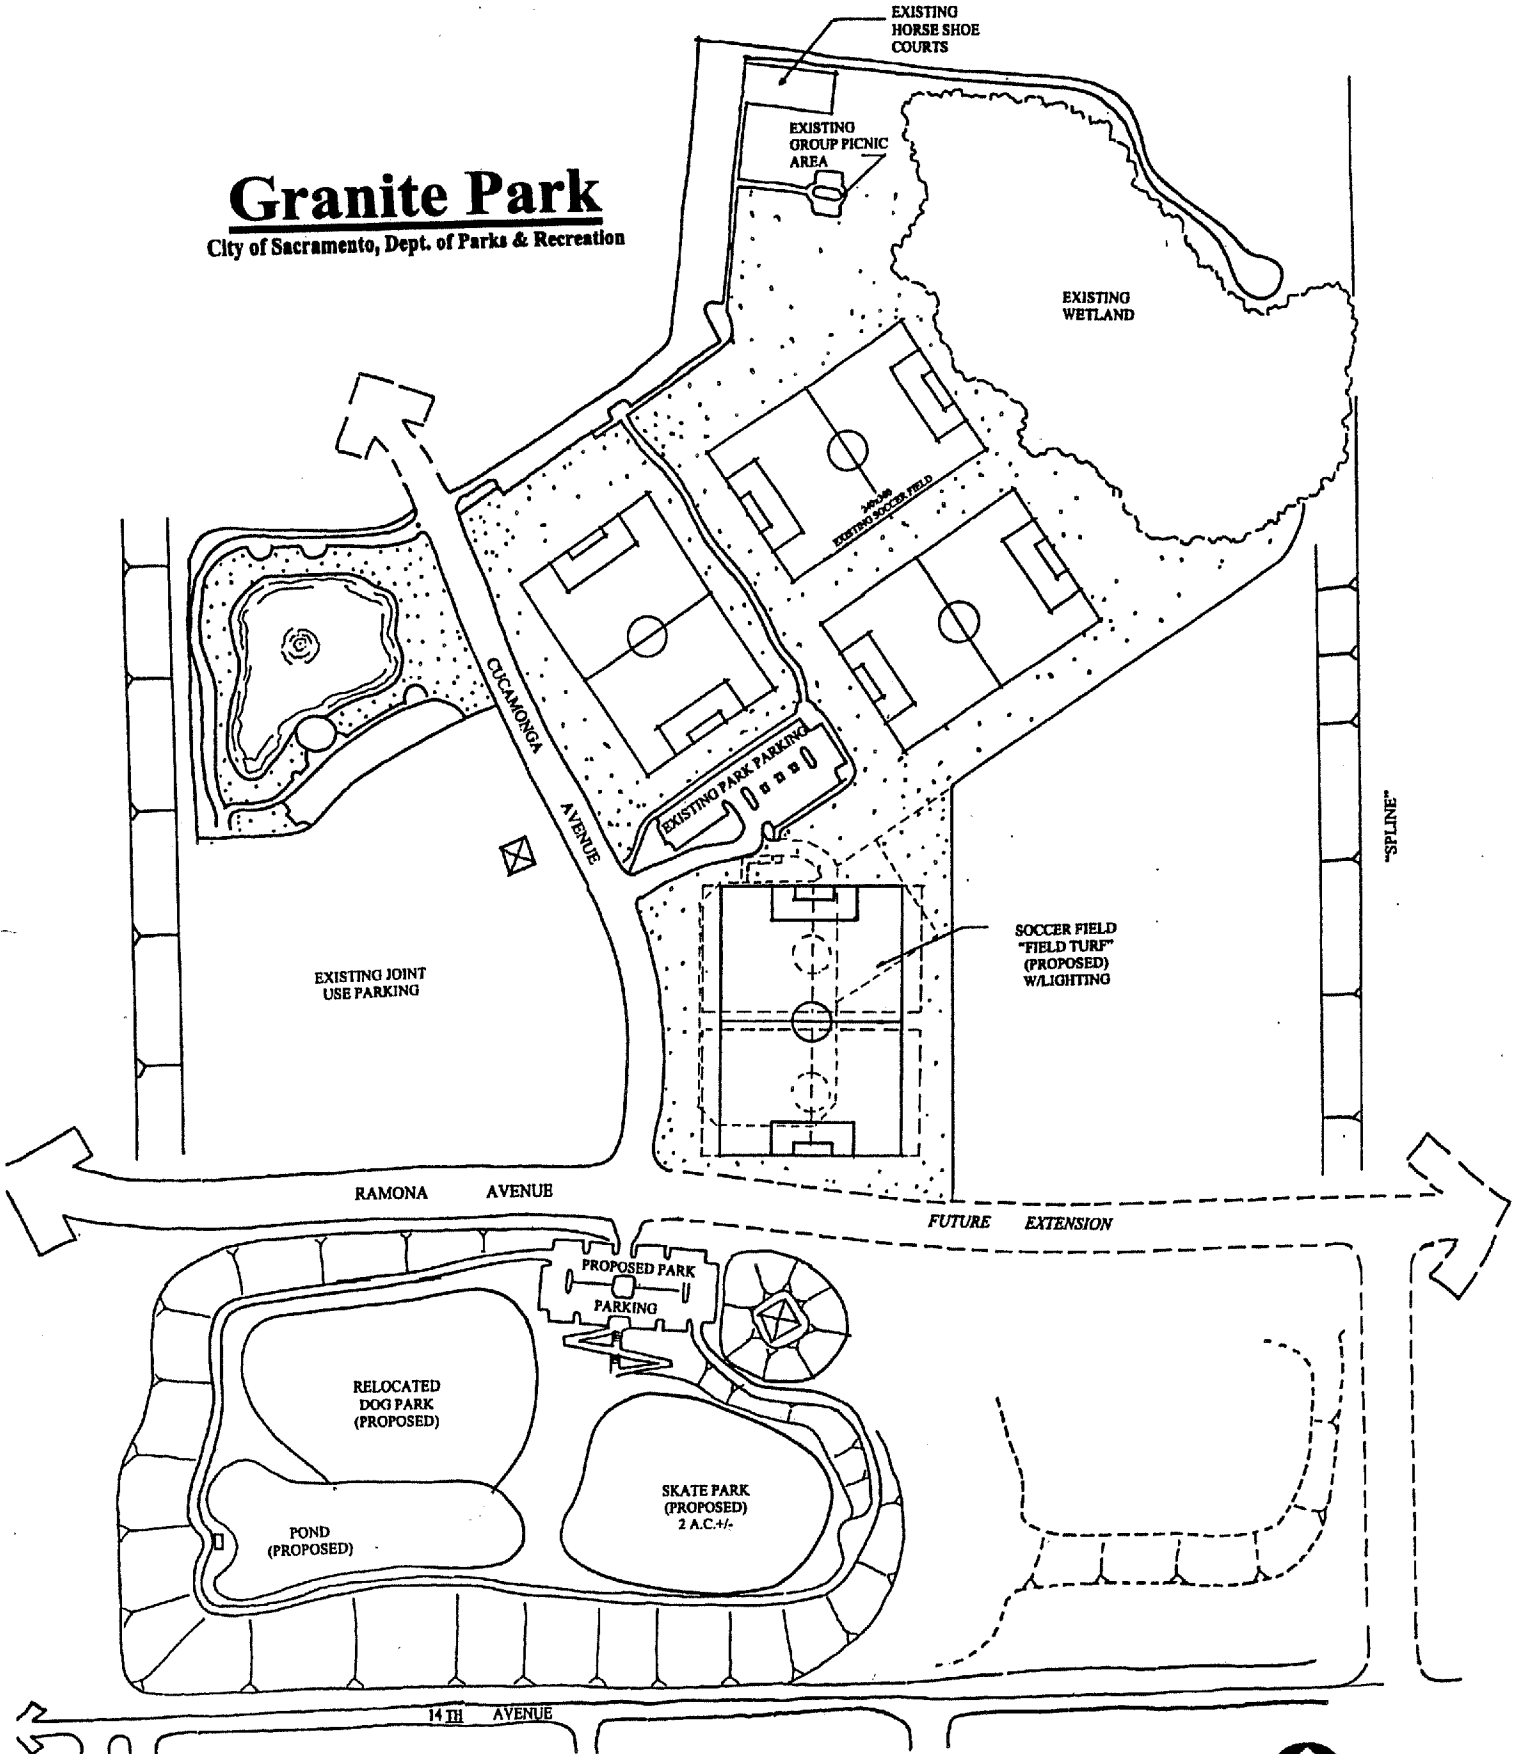 EXISTING
HORSE SHOE
COURTS
EXISTING
GROUP PICNIC
AREA
Granite Park
City of Sacramento, Dept. of Parks & Recreation
EXISTING
WETLAND
240x360
EXISTING SOCCER FIELD
CUCAMONGA
AVENUE
EXISTING PARK PARKING
"SPLINE"
SOCCER FIELD
"FIELD TURF"
(PROPOSED)
W/LIGHTING
EXISTING JOINT
USE PARKING
RAMONA AVENUE
FUTURE EXTENSION
PROPOSED PARK
PARKING
RELOCATED
DOG PARK
(PROPOSED)
SKATE PARK
(PROPOSED)
2 A.C.+/-
POND
(PROPOSED)
14 TH AVENUE